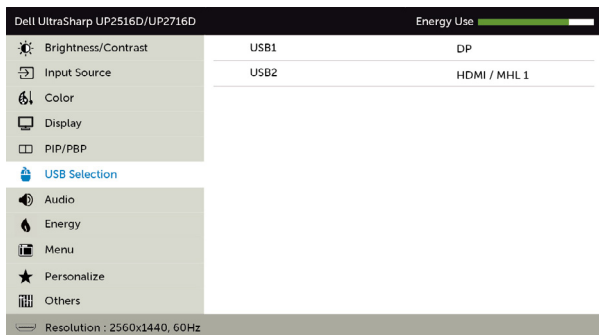 Dell UltraSharp UP2516D/UP2716D Energy Use
Brightness/Contrast USB1 DP
Input Source USB2 HDMI / MHL 1
Color
Display
PIP/PBP
USB Selection
Audio
Energy
Menu
Personalize
Others
Resolution : 2560x1440, 60Hz